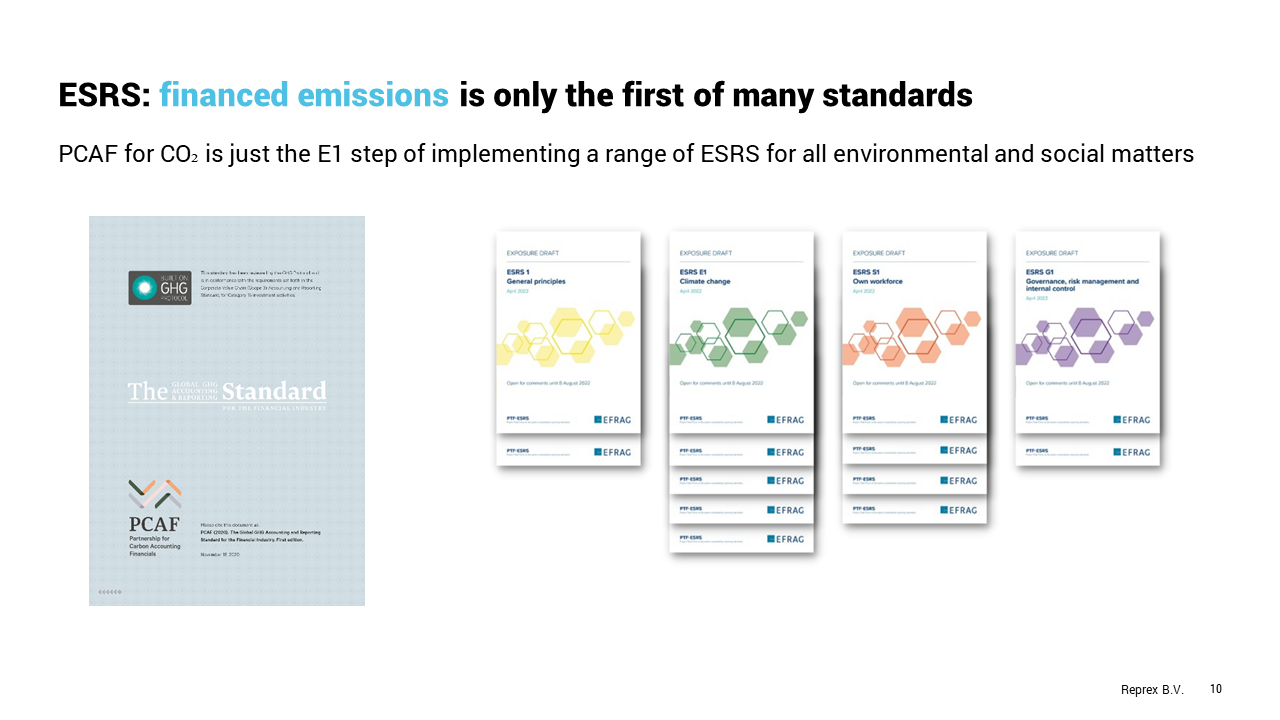 ESRS: financed emissions is only the first of many standards
PCAF for CO₂ is just the E1 step of implementing a range of ESRS for all environmental and social matters
BUILT ON
GHG
PROTOCOL
The GLOBAL GHG ACCOUNTING & REPORTING Standard
FOR THE FINANCIAL INDUSTRY
PCAF
Partnership for
Carbon Accounting
Financials
Please cite this document as:
PCAF (2020). The Global GHG Accounting and Reporting
Standard for the Financial Industry. First edition.
November 18, 2020
EXPOSURE DRAFT
ESRS 1
General principles
April 2022
Open for comments until 8 August 2022
PTF-ESRS
EFRAG
PTF-ESRS
EFRAG
EXPOSURE DRAFT
ESRS E1
Climate change
April 2022
Open for comments until 8 August 2022
PTF-ESRS
EFRAG
PTF-ESRS
EFRAG
PTF-ESRS
EFRAG
PTF-ESRS
EFRAG
PTF-ESRS
EFRAG
EXPOSURE DRAFT
ESRS S1
Own workforce
April 2022
Open for comments until 8 August 2022
PTF-ESRS
EFRAG
PTF-ESRS
EFRAG
PTF-ESRS
EFRAG
PTF-ESRS
EFRAG
EXPOSURE DRAFT
ESRS G1
Governance, risk management and
internal control
April 2022
Open for comments until 8 August 2022
PTF-ESRS
EFRAG
PTF-ESRS
EFRAG
Reprex B.V.
10